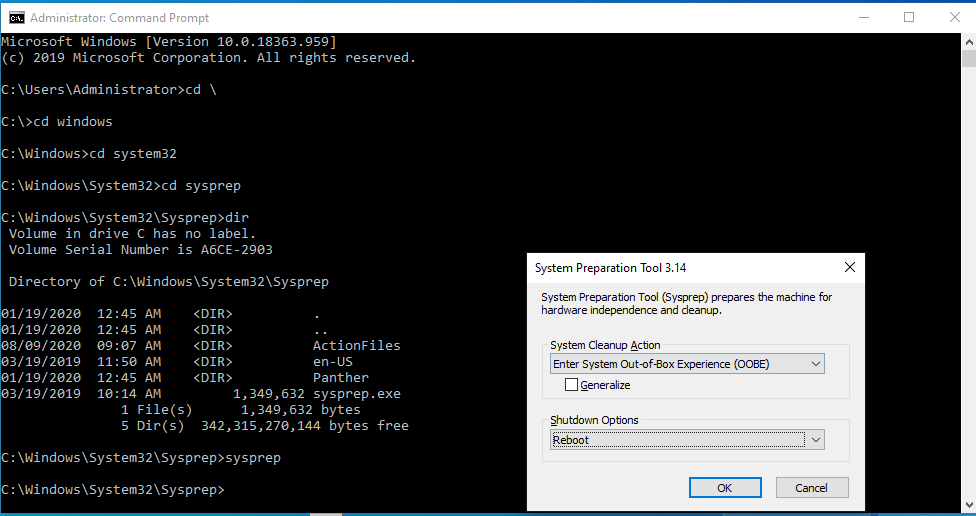 Administrator: Command Prompt
Microsoft Windows [Version 10.0.18363.959]
(c) 2019 Microsoft Corporation. All rights reserved.
C:\Users\Administrator>cd \
C:\>cd windows
C:\Windows>cd system32
C:\Windows\System32>cd sysprep
C:\Windows\System32\Sysprep>dir
Volume in drive C has no label.
Volume Serial Number is A6CE-2903
Directory of C:\Windows\System32\Sysprep
01/19/2020  12:45 AM    <DIR>          .
01/19/2020  12:45 AM    <DIR>          ..
08/09/2020  09:07 AM    <DIR>          ActionFiles
03/19/2019  11:50 AM    <DIR>          en-US
01/19/2020  12:45 AM    <DIR>          Panther
03/19/2019  10:14 AM         1,349,632 sysprep.exe
1 File(s)      1,349,632 bytes
5 Dir(s)  342,315,270,144 bytes free
C:\Windows\System32\Sysprep>sysprep
C:\Windows\System32\Sysprep>
System Preparation Tool 3.14
System Preparation Tool (Sysprep) prepares the machine for
hardware independence and cleanup.
System Cleanup Action
Enter System Out-of-Box Experience (OOBE)
Generalize
Shutdown Options
Reboot
OK
Cancel